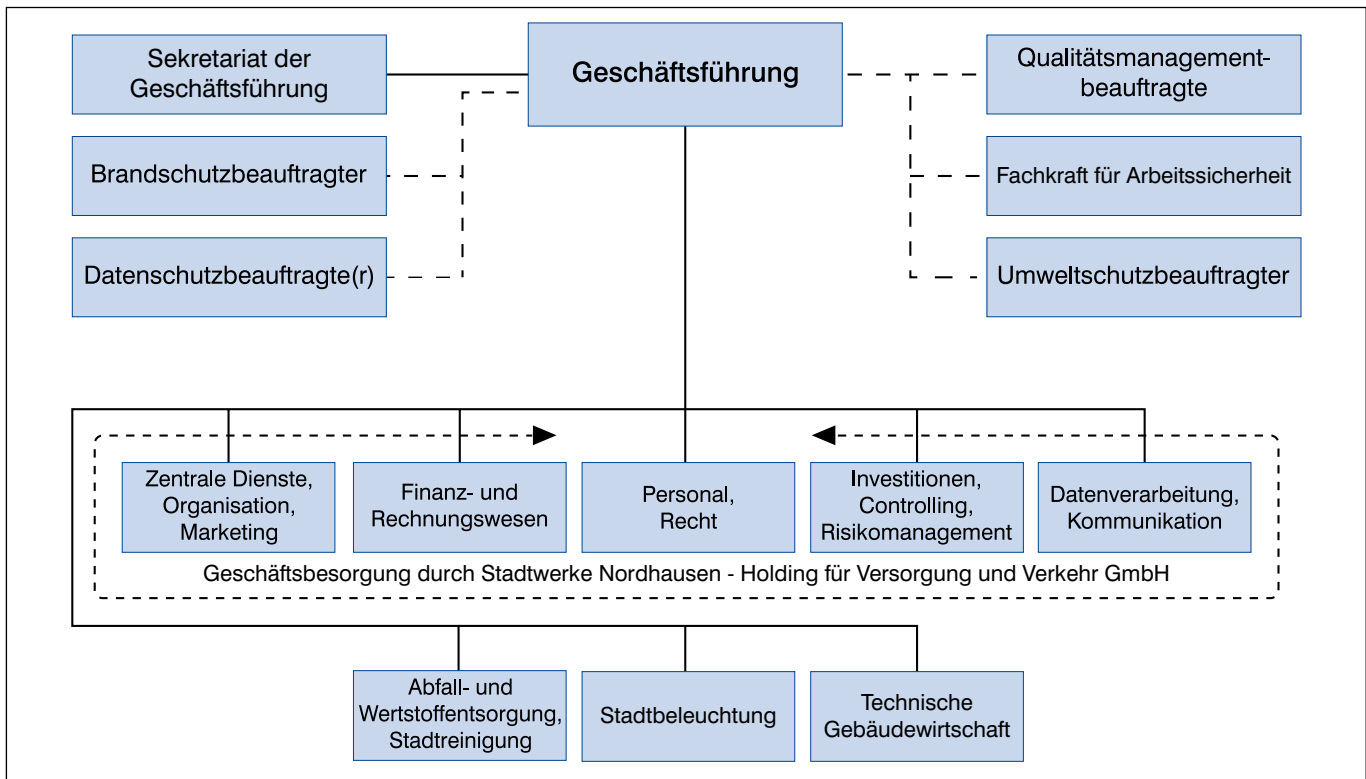 Sekretariat der
Geschäftsführung
Geschäftsführung
Qualitätsmanagement-
beauftragte
Brandschutzbeauftragter
Fachkraft für Arbeitssicherheit
Datenschutzbeauftragte(r)
Umweltschutzbeauftragter
Zentrale Dienste,
Organisation,
Marketing
Finanz- und
Rechnungswesen
Personal,
Recht
Investitionen,
Controlling,
Risikomanagement
Datenverarbeitung,
Kommunikation
Geschäftsbesorgung durch Stadtwerke Nordhausen - Holding für Versorgung und Verkehr GmbH
Abfall- und
Wertstoffentsorgung,
Stadtreinigung
Stadtbeleuchtung
Technische
Gebäudewirtschaft